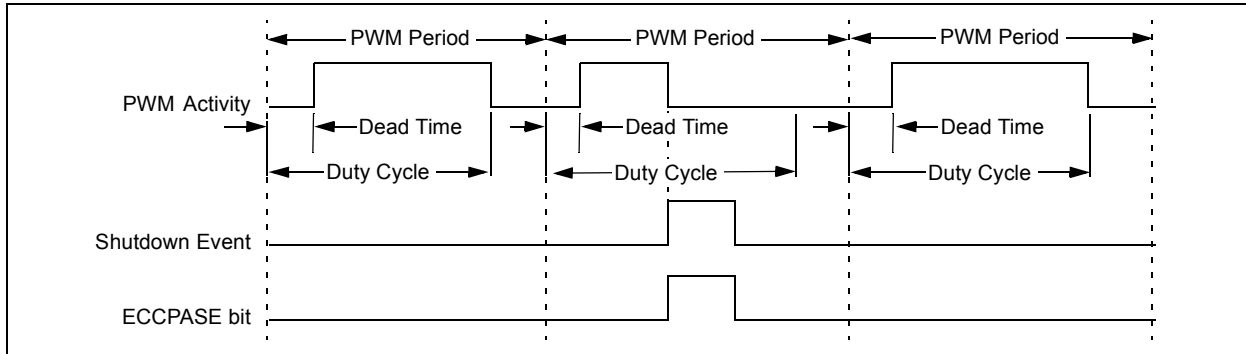 PWM Period PWM Period PWM Period
PWM Activity
Dead Time Dead Time Dead Time
Duty Cycle Duty Cycle Duty Cycle
Shutdown Event
ECCPASE bit